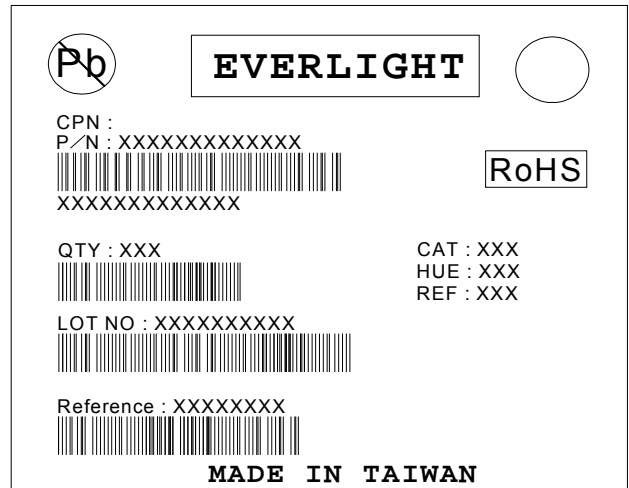 Pb
EVERLIGHT
CPN :
P/N : XXXXXXXXXXXXX
RoHS
XXXXXXXXXXXXX
QTY : XXX
CAT : XXX
HUE : XXX
REF : XXX
LOT NO : XXXXXXXXXX
Reference : XXXXXXXX
MADE IN TAIWAN